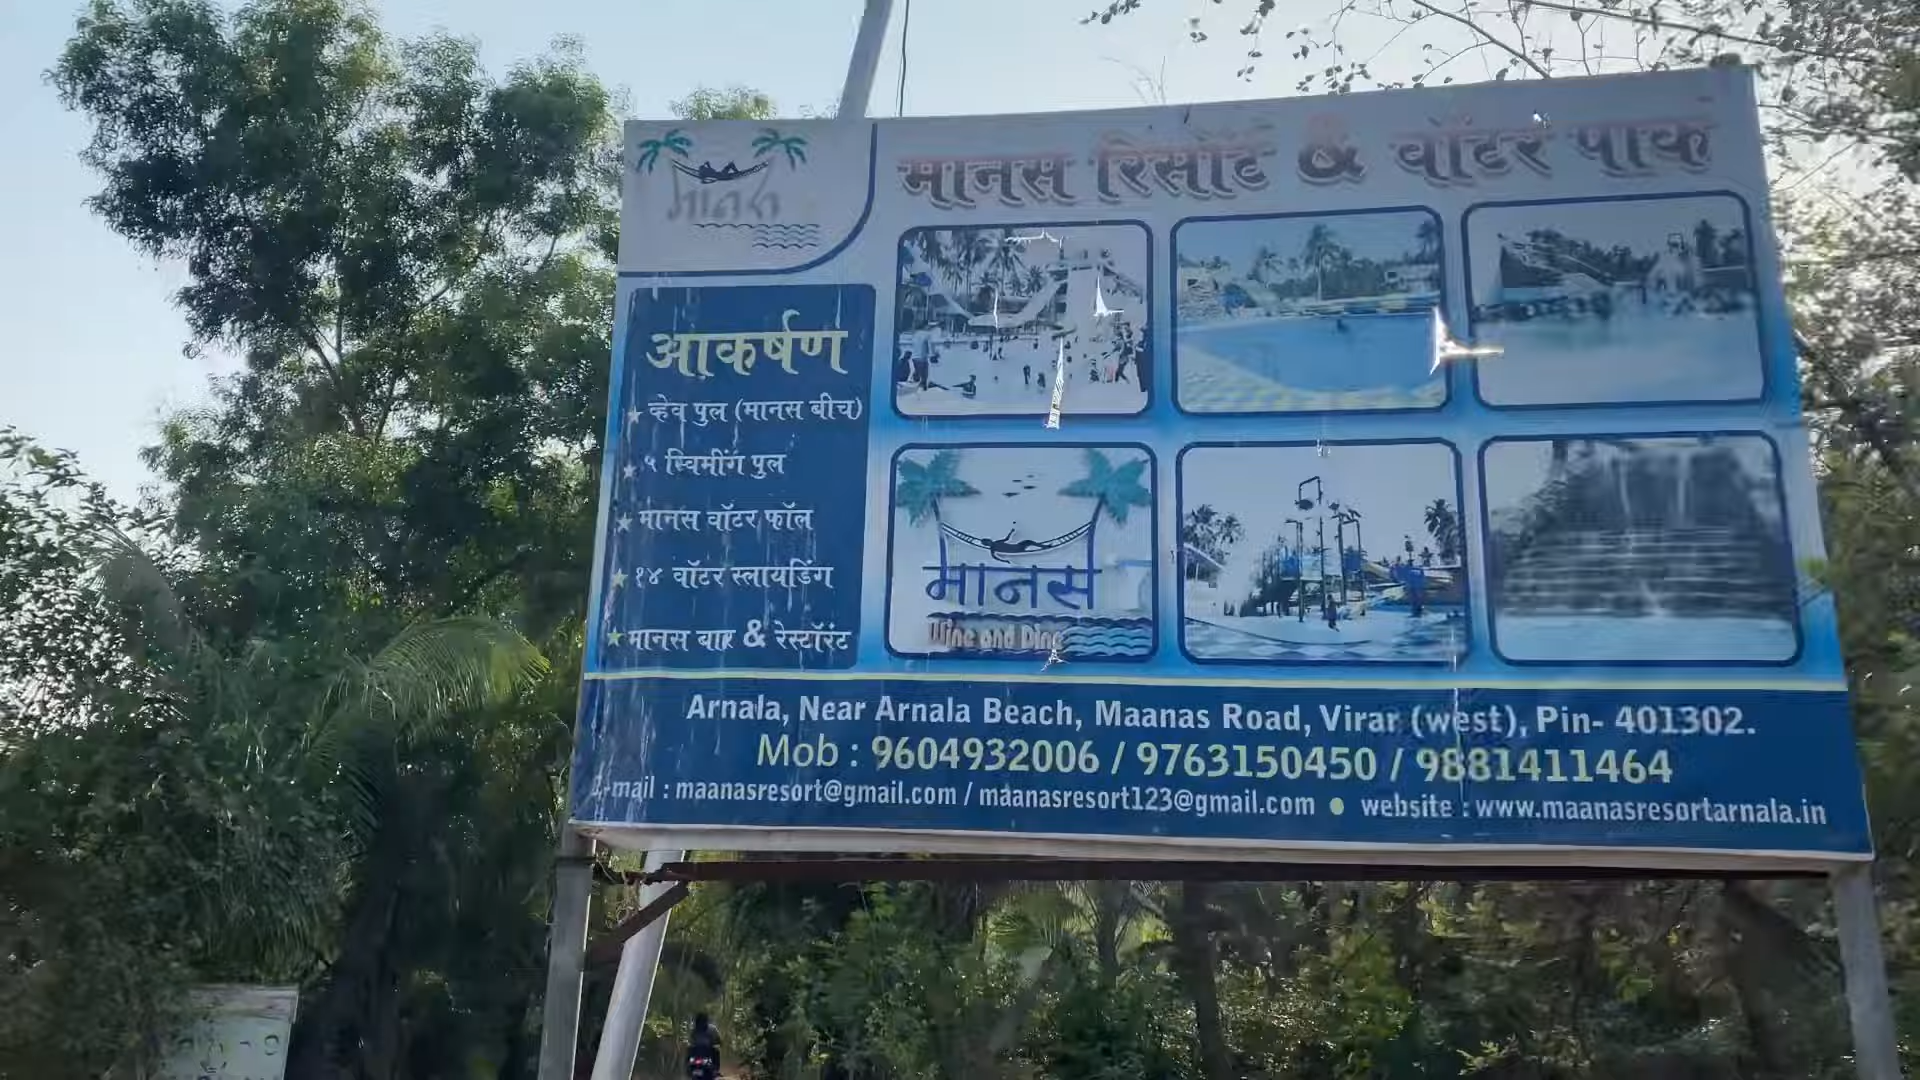 मानस
मानस रिसॉर्ट & वॉटर पार्क
आकर्षण
व्हेव पुल (मानस बीच)
५ स्विमींग पुल
मानस वॉटर फॉल
१४ वॉटर स्लायडिंग
मानस बार & रेस्टॉरंट
मानस
Wine and Dine
Arnala, Near Arnala Beach, Maanas Road, Virar (west), Pin- 401302.
Mob : 9604932006 / 9763150450 / 9881411464
E-mail : maanasresort@gmail.com / maanasresort123@gmail.com ● website : www.maanasresortarnala.in